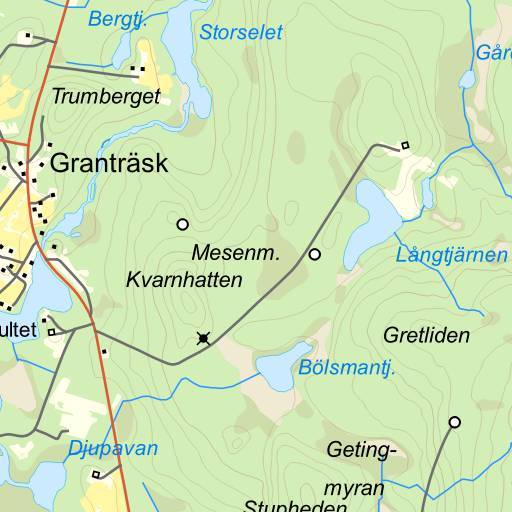 Bergtj.
Storselet
Gård
Trumberget
Granträsk
Mesenm.
Långtjärnen
Kvarnhatten
ultet
Gretliden
Bölsmantj.
Djupavan
Geting-
myran
Stupheden